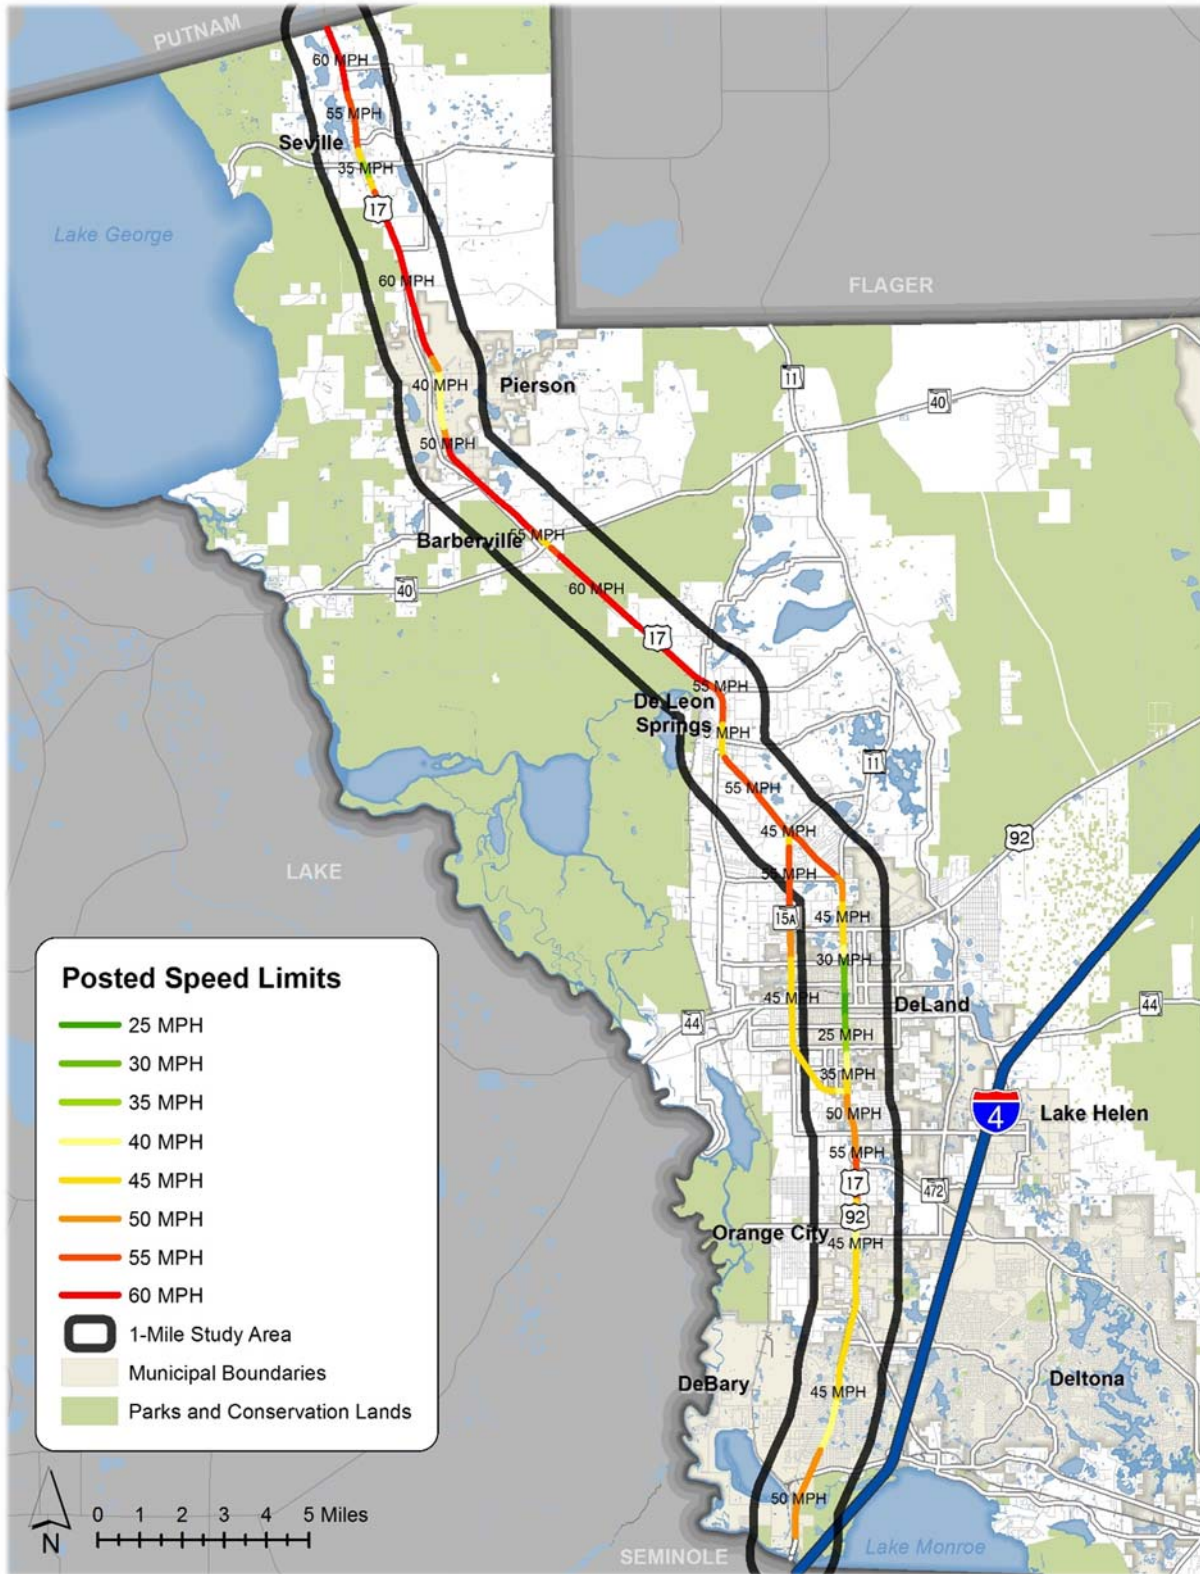 PUTNAM
60 MPH
55 MPH
Seville
35 MPH
17
Lake George
60 MPH
FLAGER
11
40 MPH
Pierson
40
50 MPH
55 MPH
Barberville
40
60 MPH
17
55 MPH
De Leon
Springs
MPH
11
55 MPH
45 MPH
92
LAKE
55 MPH
15A
45 MPH
30 MPH
45 MPH
DeLand
44
44
25 MPH
35 MPH
50 MPH
4
Lake Helen
55 MPH
17
472
92
Orange City
45 MPH
DeBary
45 MPH
Deltona
50 MPH
Lake Monroe
SEMINOLE
Posted Speed Limits
25 MPH
30 MPH
35 MPH
40 MPH
45 MPH
50 MPH
55 MPH
60 MPH
1-Mile Study Area
Municipal Boundaries
Parks and Conservation Lands
N
0 1 2 3 4 5 Miles